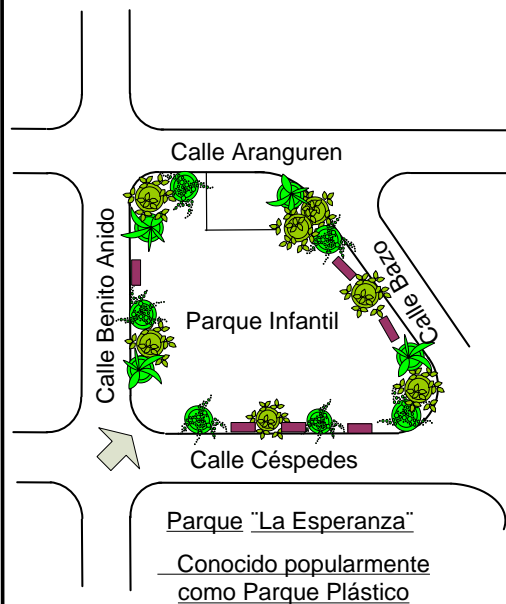 Calle Aranguren
Calle Benito Anido
Calle Bazo
Parque Infantil
Calle Céspedes
Parque ¨La Esperanza¨
Conocido popularmente
como Parque Plástico